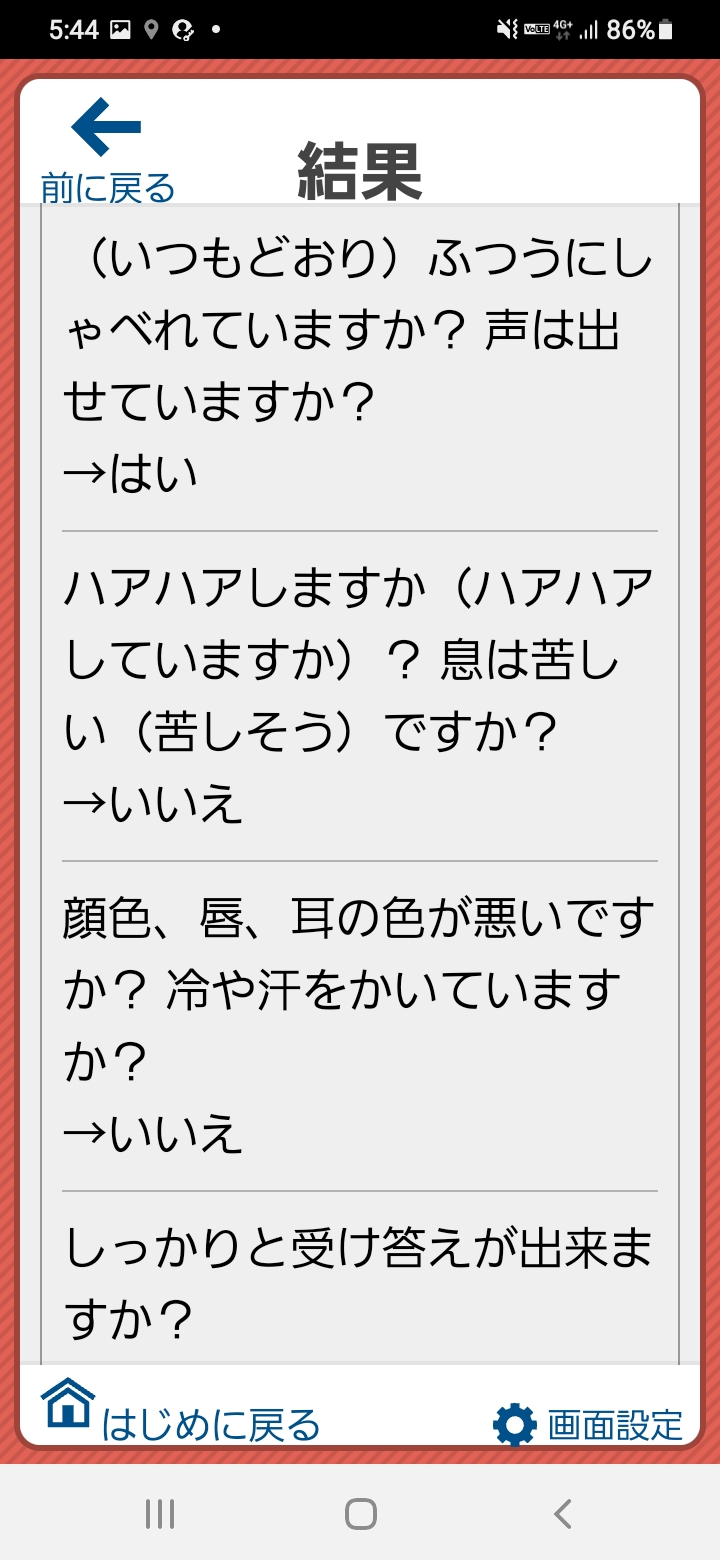 5:44
VoLTE 4G+ 86%
前に戻る
結果
（いつもどおり）ふつうにし
ゃべれていますか？ 声は出
せていますか？
→はい
ハアハアしますか（ハアハア
していますか）？ 息は苦し
い（苦しそう）ですか？
→いいえ
顔色、唇、耳の色が悪いです
か？ 冷や汗をかいています
か？
→いいえ
しっかりと受け答えが出来ま
すか？
はじめに戻る
画面設定